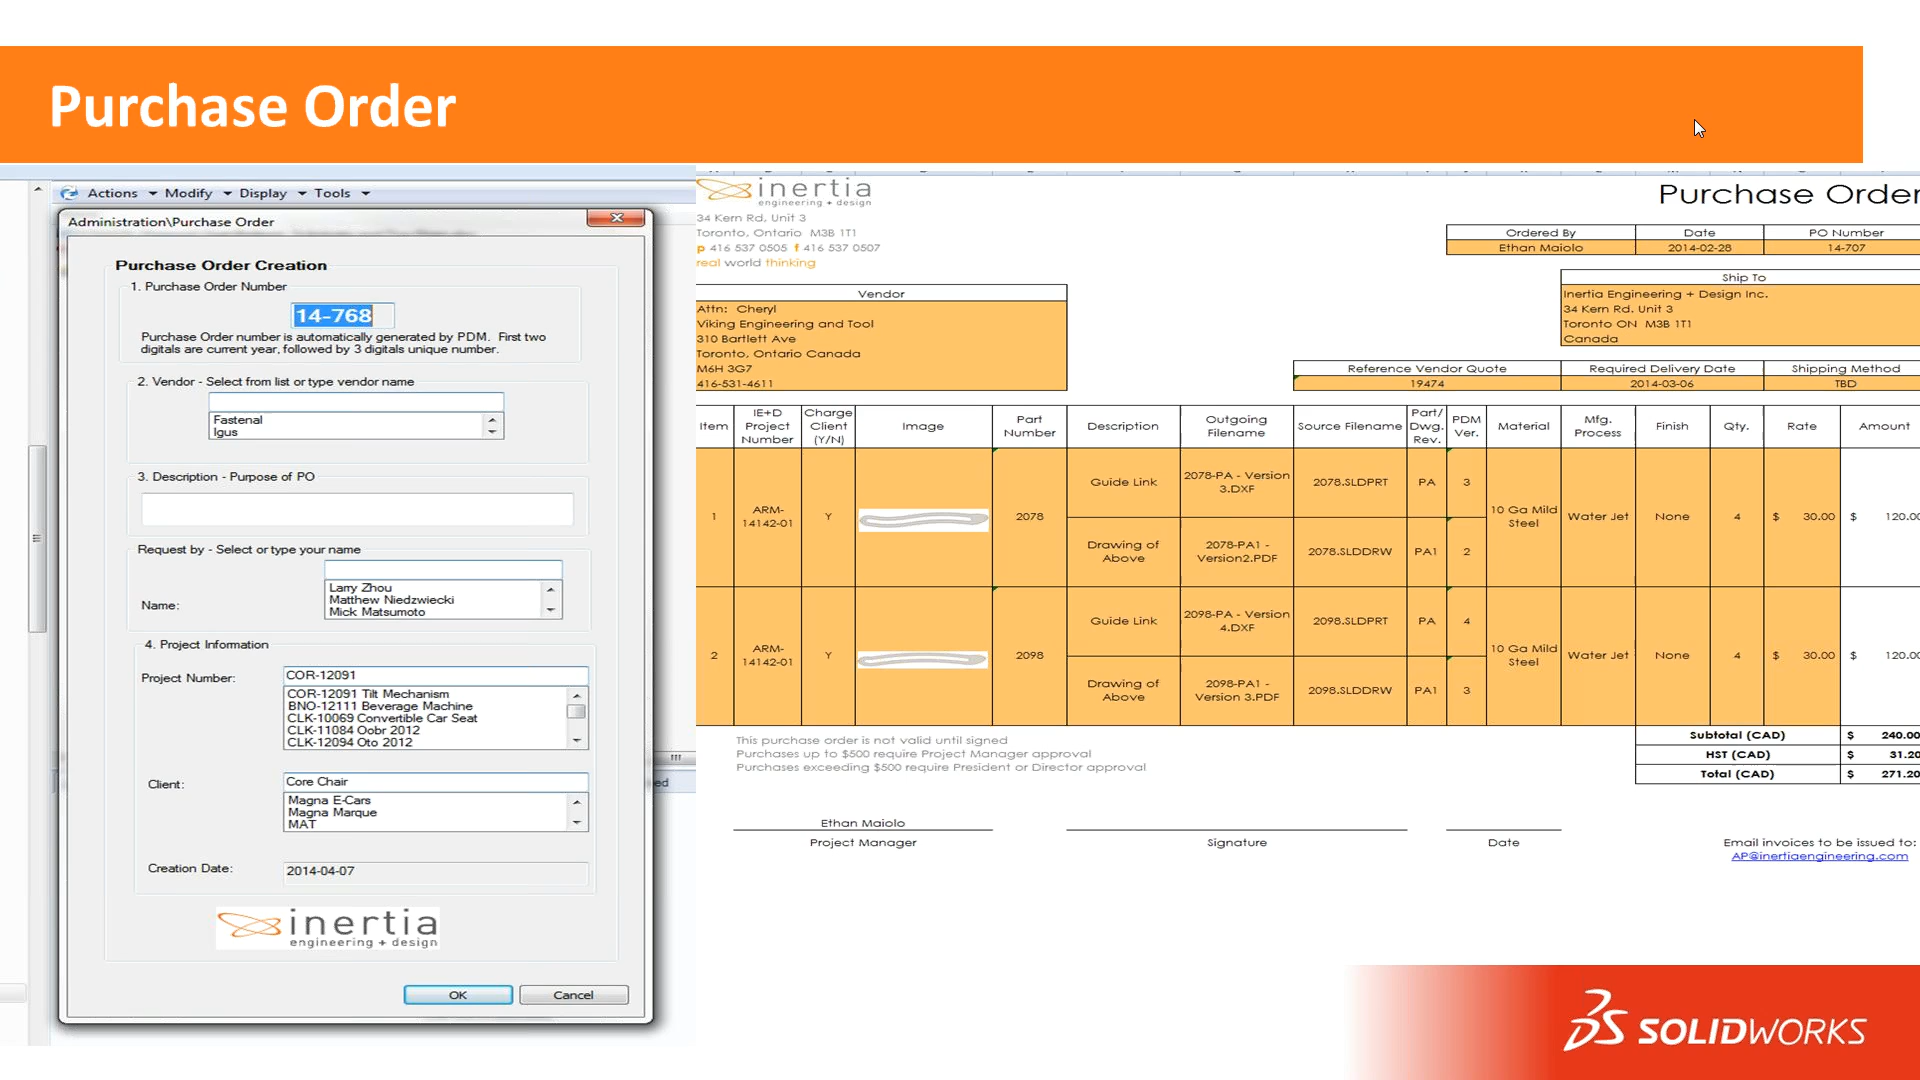 Purchase Order
Actions Modify Display Tools
Administration\Purchase Order
Purchase Order Creation
1. Purchase Order Number
14-768
Purchase Order number is automatically generated by PDM. First two
digitals are current year, followed by 3 digitals unique number.
2. Vendor - Select from list or type vendor name
Fastenal
Igus
3. Description - Purpose of PO
Request by - Select or type your name
Name:
Larry Zhou
Matthew Niedzwiecki
Mick Matsumoto
4. Project Information
Project Number:
COR-12091
COR-12091 Tilt Mechanism
BNO-12111 Beverage Machine
CLK-10069 Convertible Car Seat
CLK-11084 Oobr 2012
CLK-12094 Oto 2012
Client:
Core Chair
Magna E-Cars
Magna Marque
MAT
Creation Date:
2014-04-07
inertia
engineering + design
OK Cancel
ed
inertia
engineering + design
34 Kern Rd, Unit 3
Toronto, Ontario M3B 1T1
p 416 537 0505 f 416 537 0507
real world thinking
Purchase Order
Ordered By Date PO Number
Ethan Maiolo 2014-02-28 14-707
Ship To
Inertia Engineering + Design Inc.
34 Kern Rd. Unit 3
Toronto ON M3B 1T1
Canada
Vendor
Attn: Cheryl
Viking Engineering and Tool
310 Bartlett Ave
Toronto, Ontario Canada
M6H 3G7
416-531-4611
Reference Vendor Quote Required Delivery Date Shipping Method
19474 2014-03-06 TBD
Item IE+D Project Number Charge Client (Y/N) Image Part Number Description Outgoing Filename Source Filename Part/ Dwg. Rev. PDM Ver. Material Mfg. Process Finish Qty. Rate Amount
1 ARM-14142-01 Y 2078 Guide Link 2078-PA - Version 3.DXF 2078.SLDPRT PA 3 10 Ga Mild Steel Water Jet None 4 $ 30.00 $ 120.00
Drawing of Above 2078-PA1 - Version2.PDF 2078.SLDDRW PA1 2
2 ARM-14142-01 Y 2098 Guide Link 2098-PA - Version 4.DXF 2098.SLDPRT PA 4 10 Ga Mild Steel Water Jet None 4 $ 30.00 $ 120.00
Drawing of Above 2098-PA1 - Version 3.PDF 2098.SLDDRW PA1 3
Subtotal (CAD) $ 240.00
HST (CAD) $ 31.20
Total (CAD) $ 271.20
This purchase order is not valid until signed
Purchases up to $500 require Project Manager approval
Purchases exceeding $500 require President or Director approval
Ethan Maiolo
Project Manager Signature Date
Email invoices to be issued to:
AP@inertiaengineering.com
SOLIDWORKS